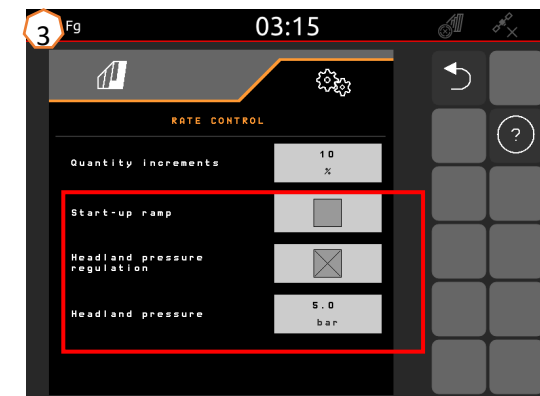 3
Fg
03:15
RATE CONTROL
Quantity increments
10
%
Start-up ramp
Headland pressure
regulation
Headland pressure
5.0
bar
?